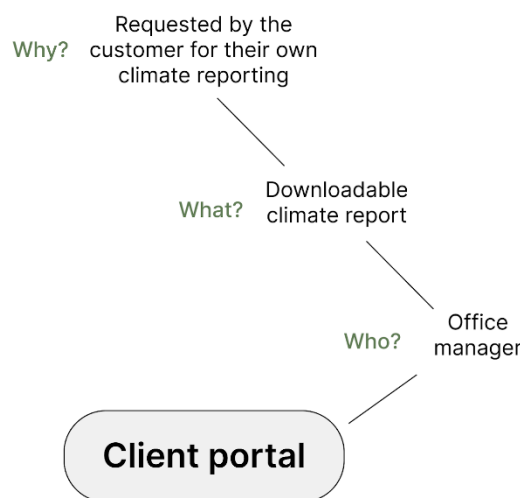 Why?
Requested by the
customer for their own
climate reporting
What?
Downloadable
climate report
Who?
Office
manager
Client portal